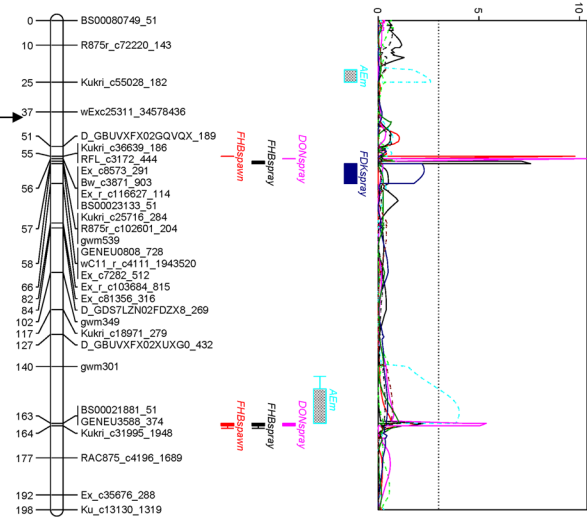 0 BS00080749_51
10 R875r_c72220_143
25 Kukri_c55028_182
37 wExc25311_34578436
51 D_GBUVXFX02GQVQX_189
Kukri_c36639_186
55 RFL_c3172_444
Ex_c8573_291
56 Bw_c3871_903
Ex_r_c116627_114
BS00023133_51
Kukri_c25716_284
57 R875r_c102601_204
gwm539
GENEU0808_728
58 wC11_r_c4111_1943520
Ex_c7282_512
66 Ex_r_c103684_815
82 Ex_c81356_316
84 D_GDS7LZN02FDZX8_269
102 gwm349
117 Kukri_c18971_279
127 D_GBUVXFX02XUXG0_432
140 gwm301
BS00021881_51
163 GENEU3588_374
164 Kukri_c31995_1948
177 RAC875_c4196_1689
192 Ex_c35676_288
198 Ku_c13130_1319
FHBspawn
FHBspray
DONspray
AEm
FDKspray
FHBspawn
FHBspray
DONspray
AEm
0
5
10